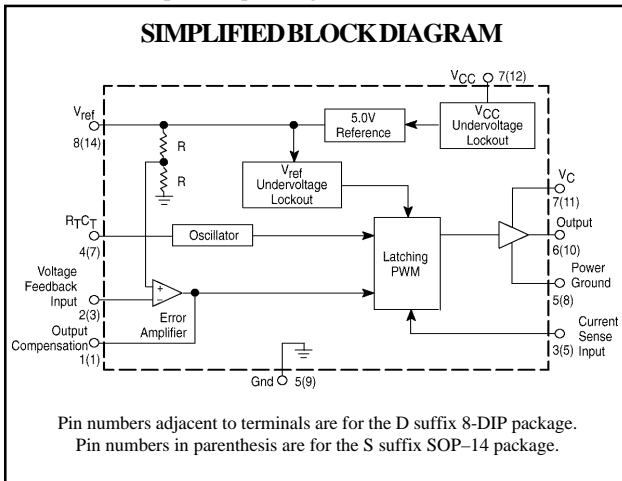 SIMPLIFIED BLOCK DIAGRAM
VCC 7(12)
Vref
8(14)
R
R
5.0V
Reference
VCC
Undervoltage
Lockout
Vref
Undervoltage
Lockout
VC
7(11)
RTCT
4(7)
Oscillator
Latching
PWM
Output
6(10)
Voltage
Feedback
Input
2(3)
+
−
Error
Amplifier
Power
Ground
5(8)
Output
Compensation
1(1)
Current
Sense
Input
3(5)
Gnd 5(9)
Pin numbers adjacent to terminals are for the D suffix 8-DIP package.
Pin numbers in parenthesis are for the S suffix SOP–14 package.